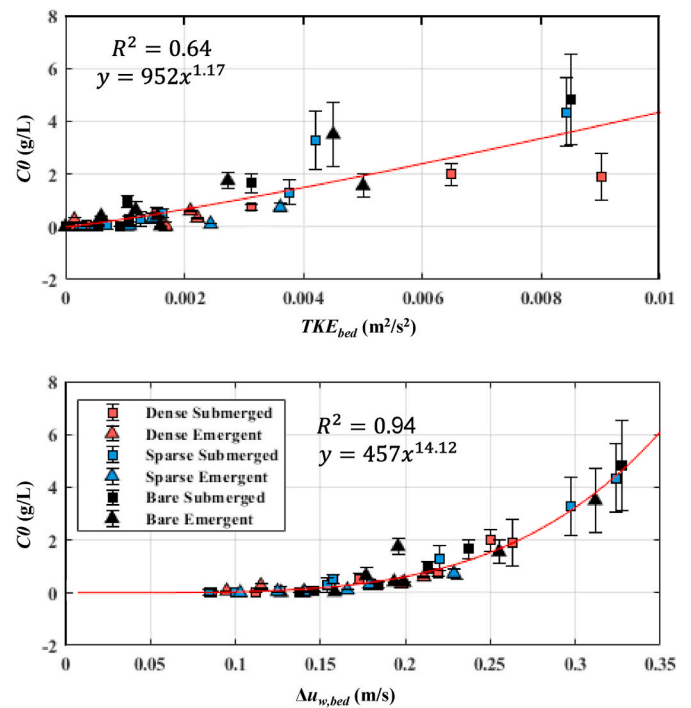 8
6
4
2
0
-2
C0 (g/L)
R² = 0.64
y = 952x^1.17
0 0.002 0.004 0.006 0.008 0.01
TKE_bed (m²/s²)
8
6
4
2
0
-2
C0 (g/L)
Dense Submerged
Dense Emergent
Sparse Submerged
Sparse Emergent
Bare Submerged
Bare Emergent
R² = 0.94
y = 457x^14.12
0 0.05 0.1 0.15 0.2 0.25 0.3 0.35
Δu_w,bed (m/s)